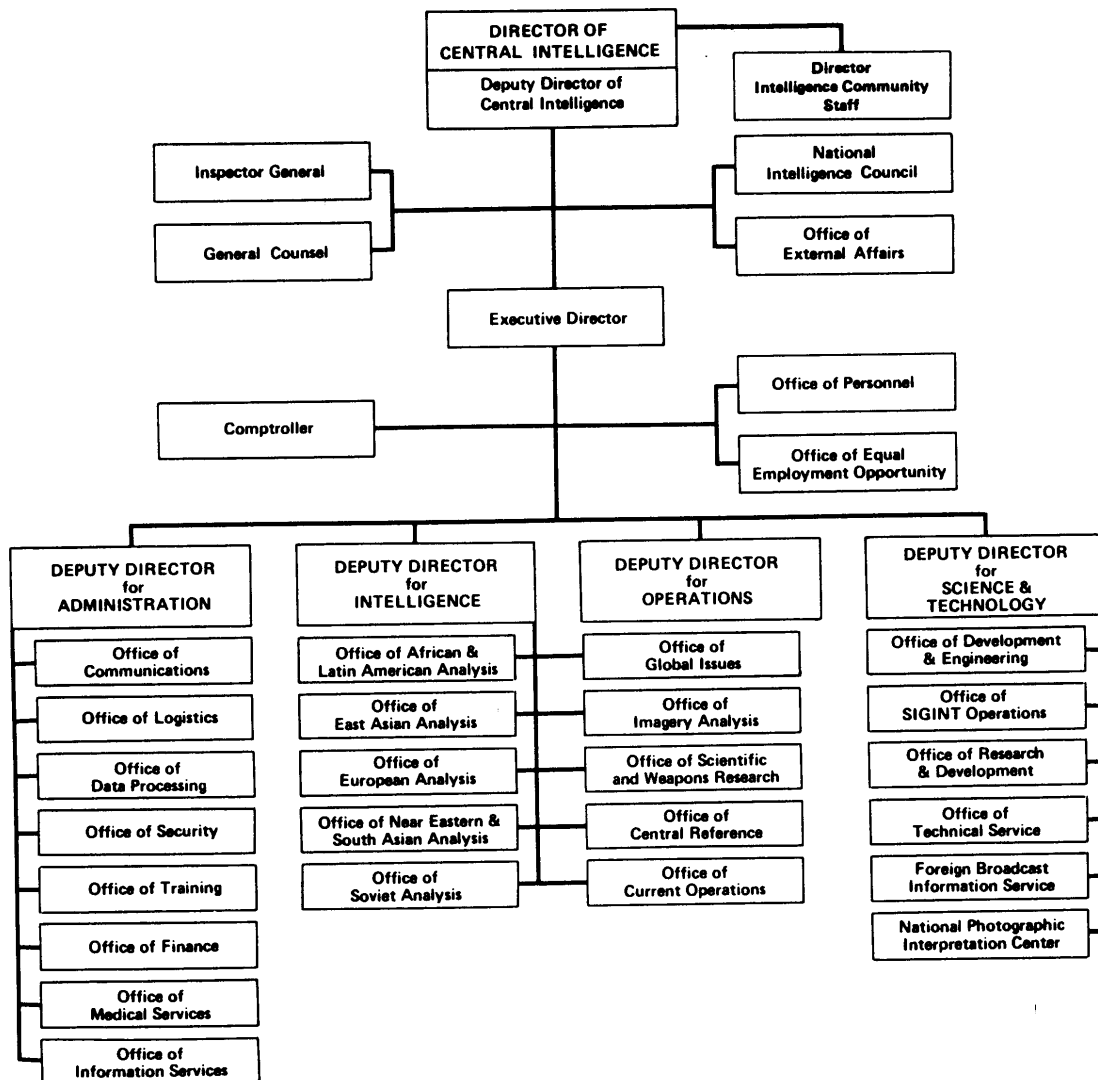 DIRECTOR OF
CENTRAL INTELLIGENCE
Deputy Director of
Central Intelligence
Director
Intelligence Community
Staff
Inspector General
General Counsel
National
Intelligence Council
Office of
External Affairs
Executive Director
Comptroller
Office of Personnel
Office of Equal
Employment Opportunity
DEPUTY DIRECTOR
for
ADMINISTRATION
Office of
Communications
Office of Logistics
Office of
Data Processing
Office of Security
Office of Training
Office of Finance
Office of
Medical Services
Office of
Information Services
DEPUTY DIRECTOR
for
INTELLIGENCE
Office of African &
Latin American Analysis
Office of
East Asian Analysis
Office of
European Analysis
Office of Near Eastern &
South Asian Analysis
Office of
Soviet Analysis
DEPUTY DIRECTOR
for
OPERATIONS
Office of
Global Issues
Office of
Imagery Analysis
Office of Scientific
and Weapons Research
Office of
Central Reference
Office of
Current Operations
DEPUTY DIRECTOR
for
SCIENCE &
TECHNOLOGY
Office of Development
& Engineering
Office of
SIGINT Operations
Office of Research
& Development
Office of
Technical Service
Foreign Broadcast
Information Service
National Photographic
Interpretation Center